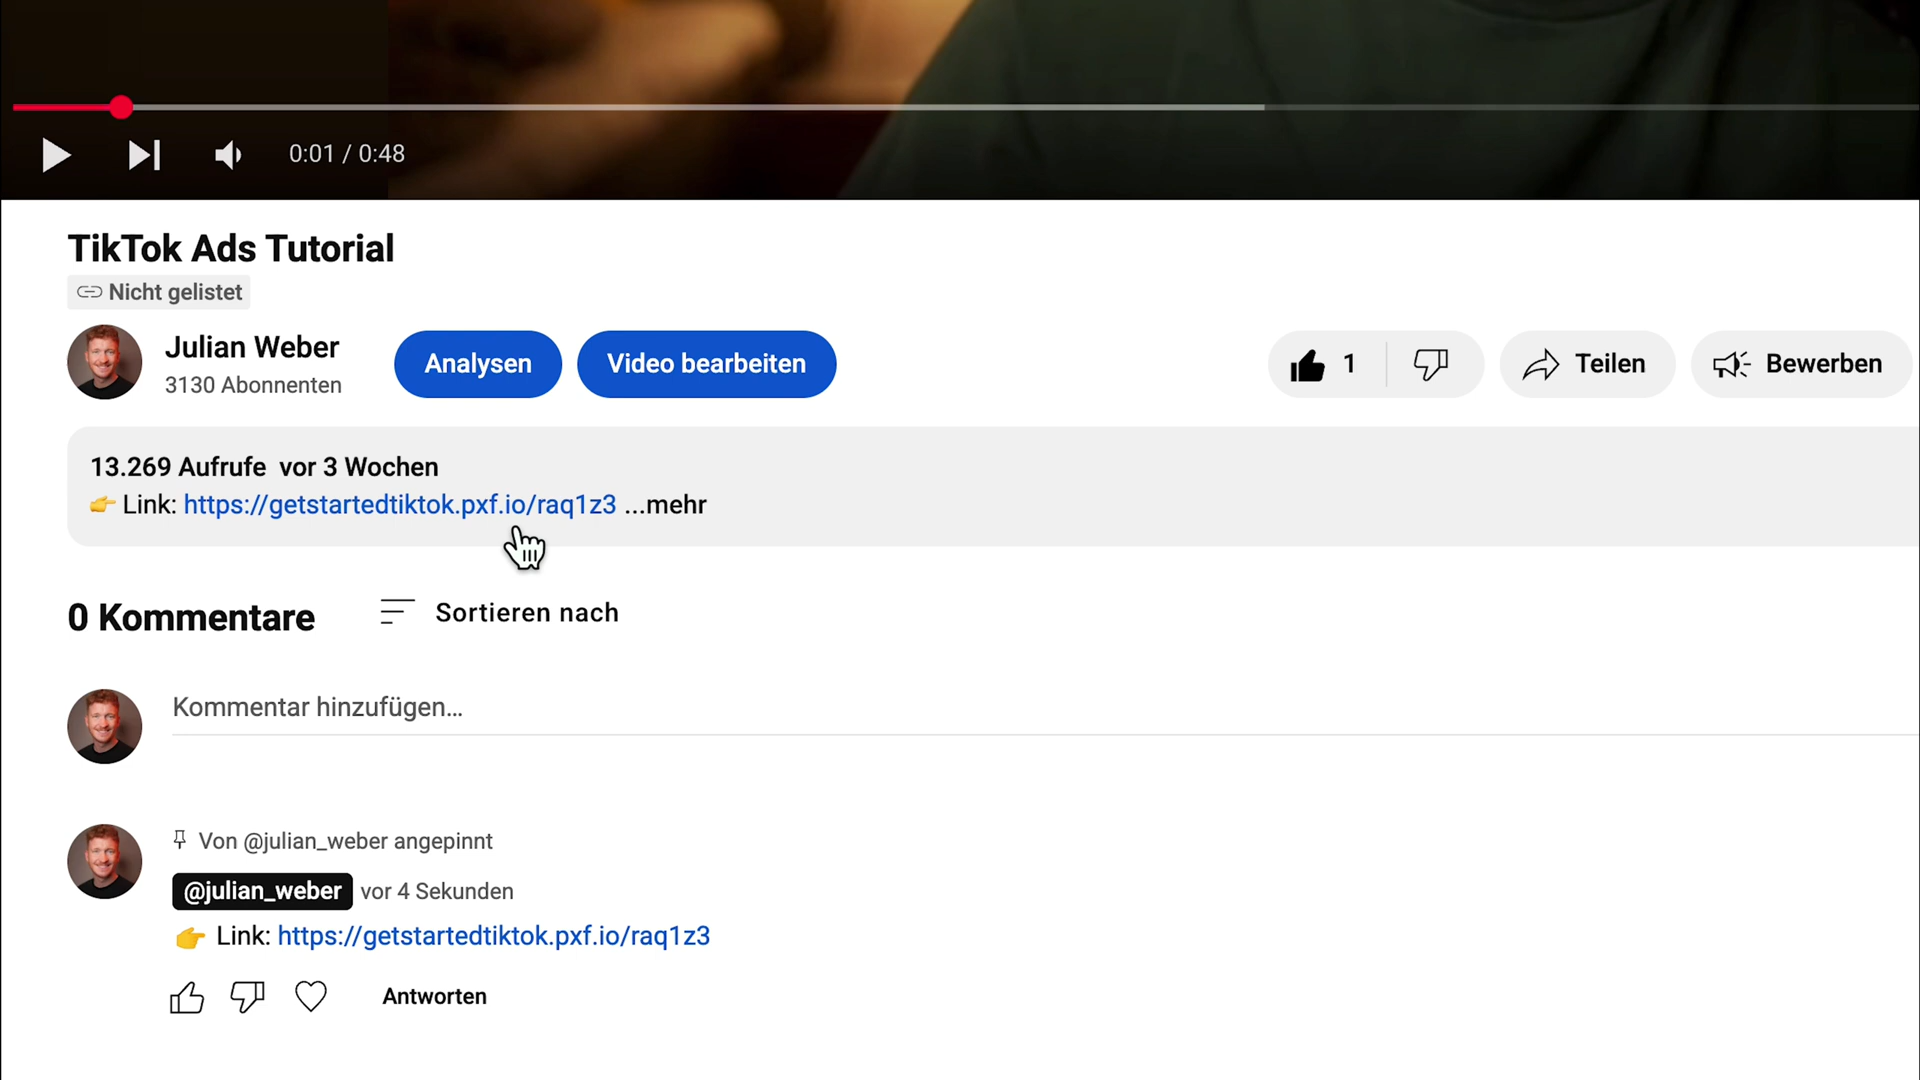 0:01 / 0:48
TikTok Ads Tutorial
Nicht gelistet
Julian Weber
3130 Abonnenten
Analysen
Video bearbeiten
1
Teilen
Bewerben
13.269 Aufrufe vor 3 Wochen
👉 Link: https://getstartedtiktok.pxf.io/raq1z3 ...mehr
0 Kommentare
Sortieren nach
Kommentar hinzufügen...
Von @julian_weber angepinnt
@julian_weber vor 4 Sekunden
👉 Link: https://getstartedtiktok.pxf.io/raq1z3
Antworten